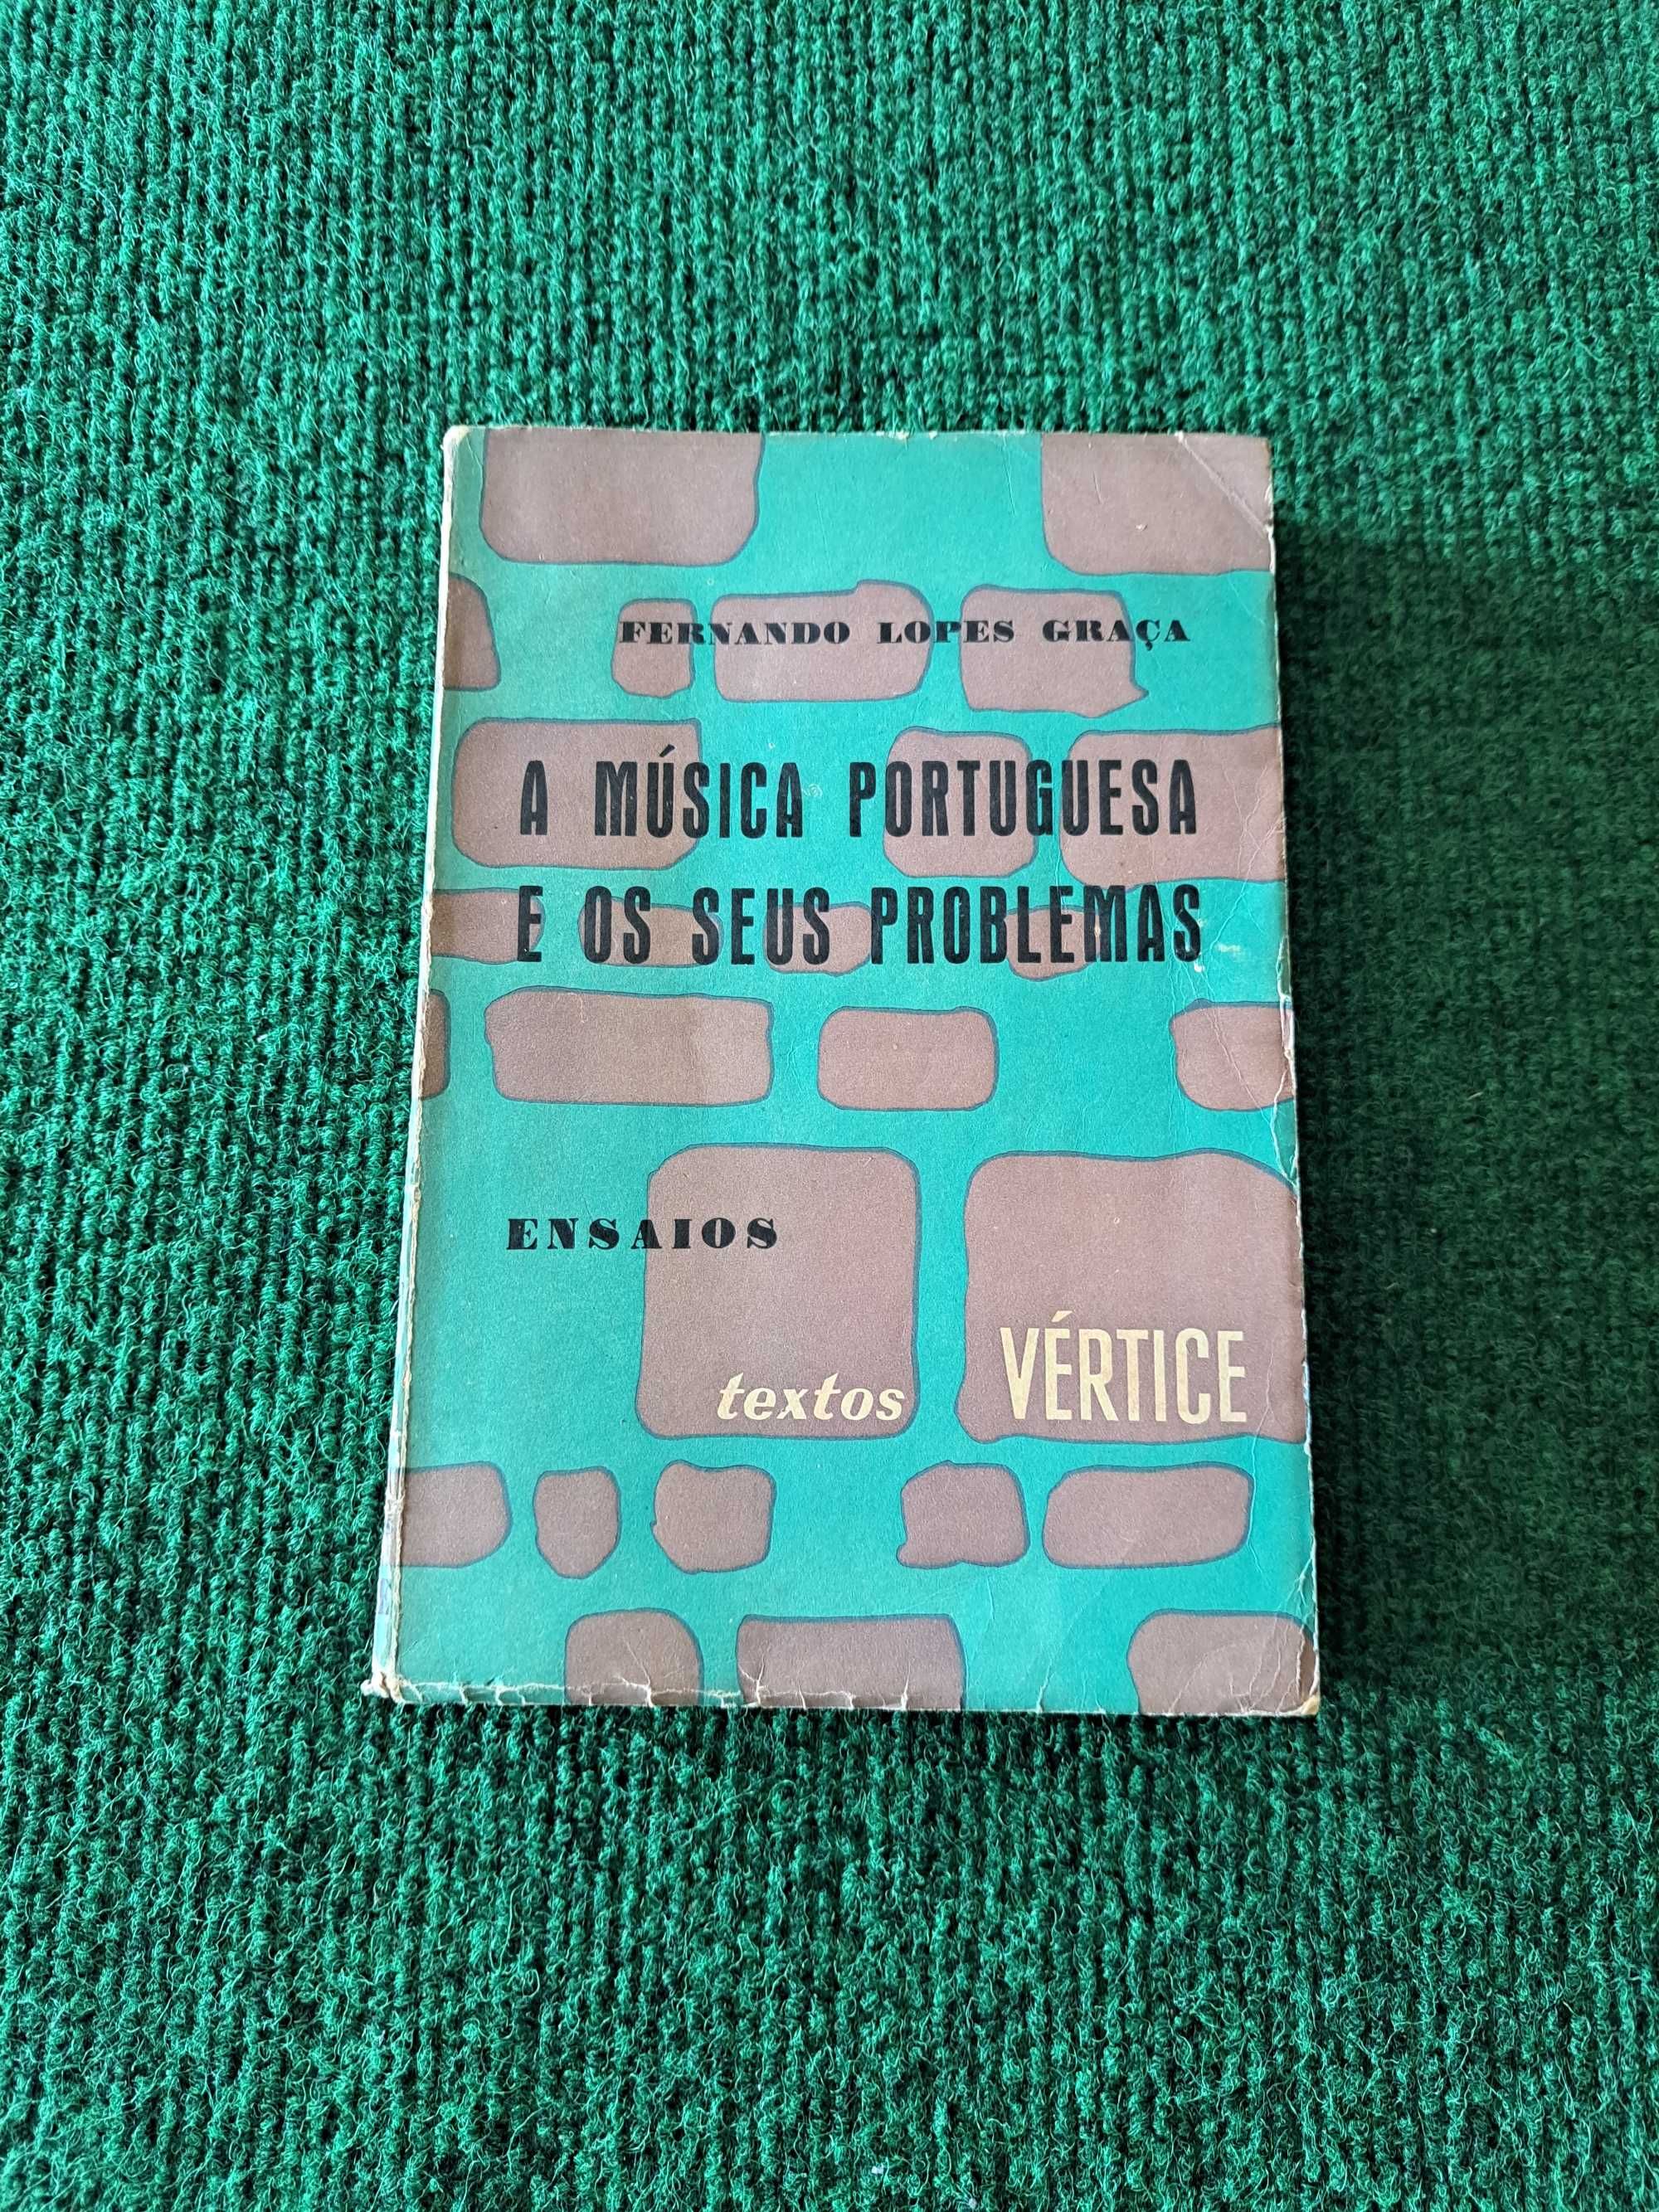 FERNANDO LOPES GRAÇA
A MÚSICA PORTUGUESA
E OS SEUS PROBLEMAS
ENSAIOS
textos VÉRTICE